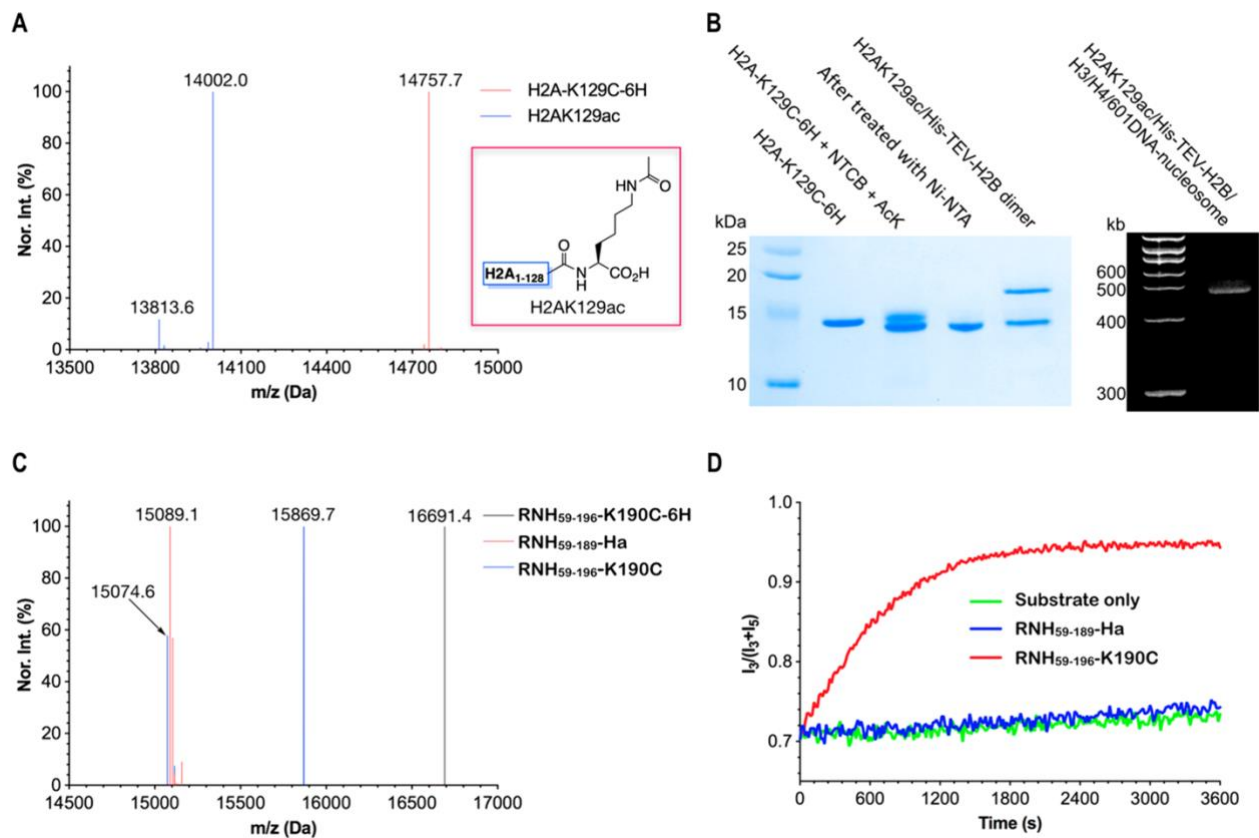 A
Nor. Int. (%)
100
80
60
40
20
0
14002.0
14757.7
13813.6
H2A-K129C-6H
H2AK129ac
NH
O
O
N
H
CO₂H
H2A₁₋₁₂₈
H2AK129ac
13500
13800
14100
14400
14700
15000
m/z (Da)
B
H2A-K129C-6H
H2A-K129C-6H + NTCB + AcK
After treated with Ni-NTA
H2AK129ac/His-TEV-H2B dimer
kDa
25
20
15
10
H2AK129ac/His-TEV-H2B/
H3/H4/601DNA-nucleosome
kb
600
500
400
300
C
Nor. Int. (%)
100
80
60
40
20
0
15089.1
15869.7
16691.4
15074.6
RNH₅₉₋₁₉₆-K190C-6H
RNH₅₉₋₁₈₉-Ha
RNH₅₉₋₁₉₆-K190C
14500
15000
15500
16000
16500
17000
m/z (Da)
D
I₃/(I₃+I₅)
1.0
0.9
0.8
0.7
Substrate only
RNH₅₉₋₁₈₉-Ha
RNH₅₉₋₁₉₆-K190C
0
600
1200
1800
2400
3000
3600
Time (s)